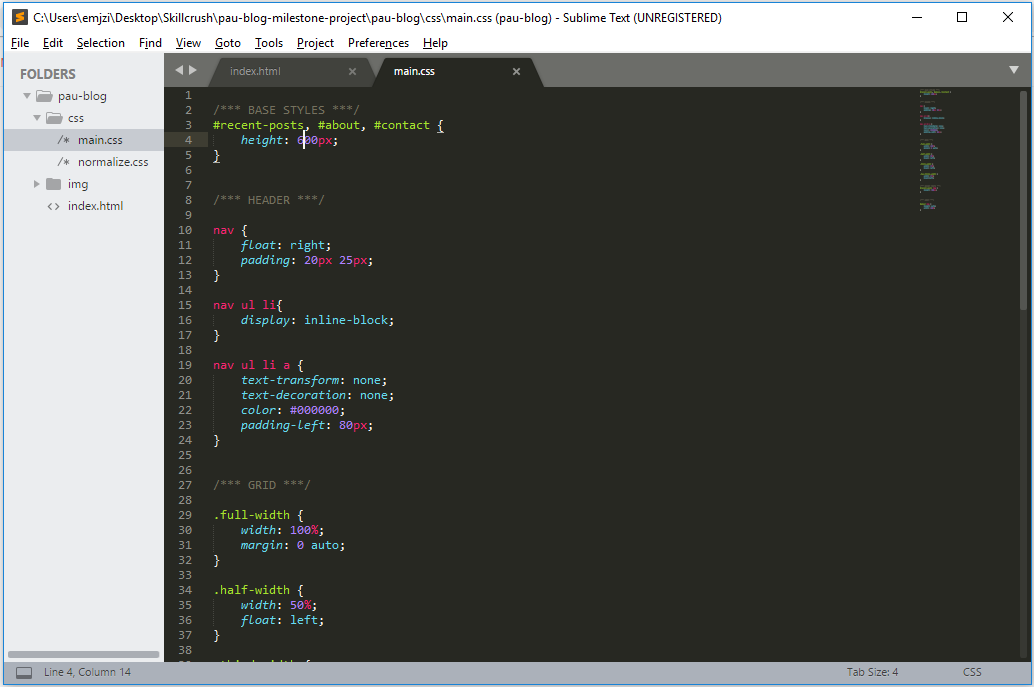 C:\Users\emjzi\Desktop\Skillcrush\pau-blog-milestone-project\pau-blog\css\main.css (pau-blog) - Sublime Text (UNREGISTERED)
File Edit Selection Find View Goto Tools Project Preferences Help
FOLDERS
pau-blog
css
/* main.css
/* normalize.css
img
<> index.html
index.html × main.css ×
1
2 /*** BASE STYLES ***/
3 #recent-posts, #about, #contact {
4 height: 600px;
5 }
6
7
8 /*** HEADER ***/
9
10 nav {
11 float: right;
12 padding: 20px 25px;
13 }
14
15 nav ul li{
16 display: inline-block;
17 }
18
19 nav ul li a {
20 text-transform: none;
21 text-decoration: none;
22 color: #000000;
23 padding-left: 80px;
24 }
25
26
27 /*** GRID ***/
28
29 .full-width {
30 width: 100%;
31 margin: 0 auto;
32 }
33
34 .half-width {
35 width: 50%;
36 float: left;
37 }
38
Line 4, Column 14 Tab Size: 4 CSS